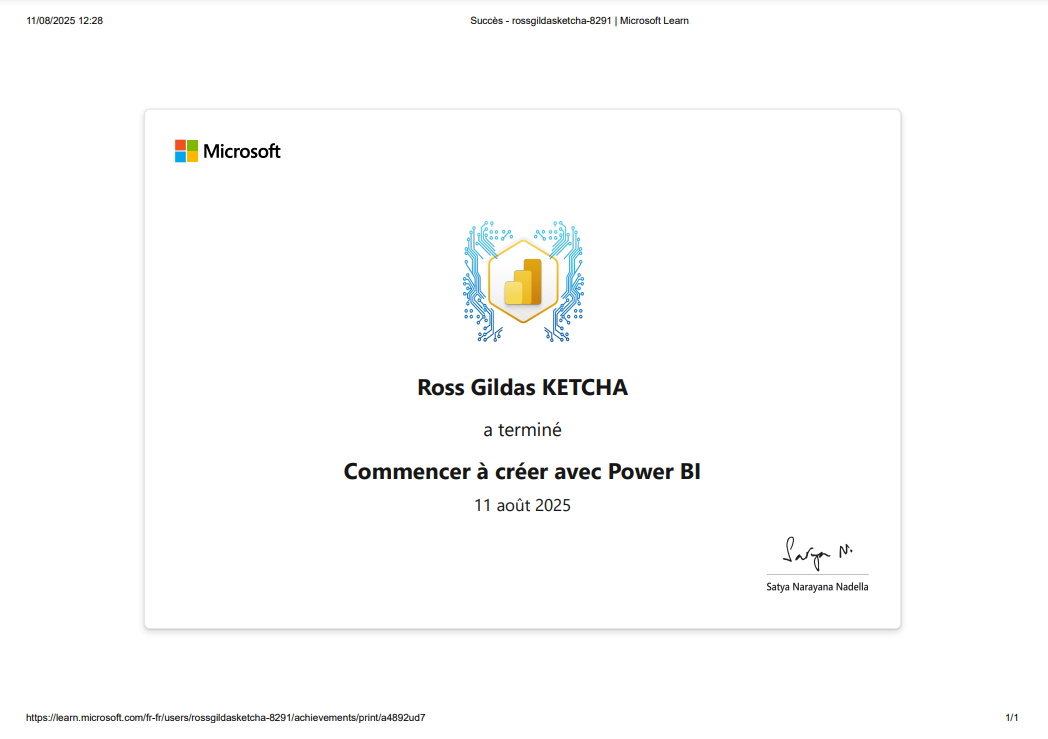 11/08/2025 12:28
Succès - rossgildasketcha-8291 | Microsoft Learn
Microsoft
Ross Gildas KETCHA
a terminé
Commencer à créer avec Power BI
11 août 2025
Satya N.
Satya Narayana Nadella
https://learn.microsoft.com/fr-fr/users/rossgildasketcha-8291/achievements/print/a4892ud7
1/1